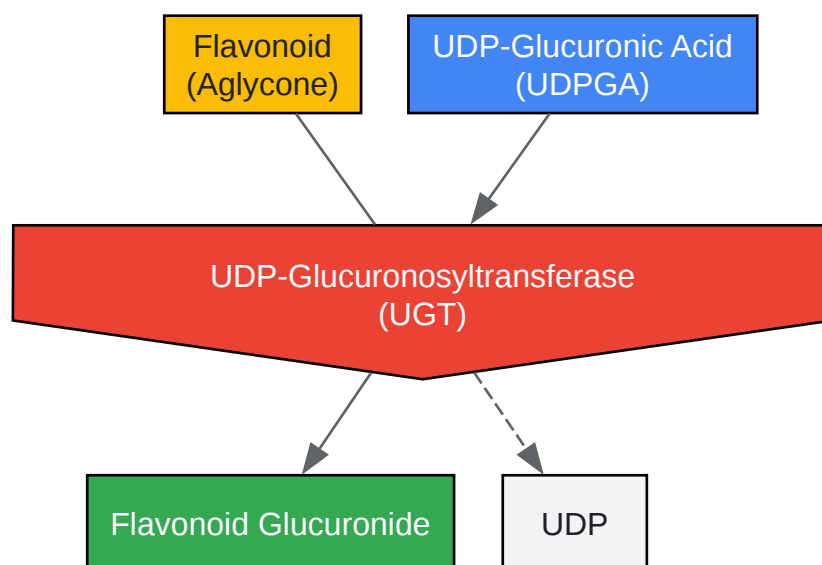 Flavonoid
(Aglycone)
UDP-Glucuronic Acid
(UDPGA)
UDP-Glucuronosyltransferase
(UGT)
Flavonoid Glucuronide
UDP